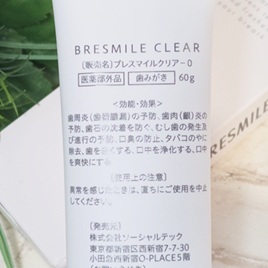 BRESMILE CLEAR
〔販売名〕ブレスマイルクリア-0
医薬部外品 歯みがき 60g
<効能・効果>
歯周炎(歯槽膿漏)の予防、歯肉(齦)炎の
予防、歯石の沈着を防ぐ、むし歯の発生及
び進行の予防、口臭の防止、タバコのやに
除去、歯を白くする、口中を浄化する、口中
を爽快にする
<使用上の注意>
異常を感じたときは、直ちにご使用を中止
してください。
〔発売元〕
株式会社ソーシャルテック
東京都新宿区西新宿7-7-30
小田急西新宿O-PLACE5階
BRESMILE